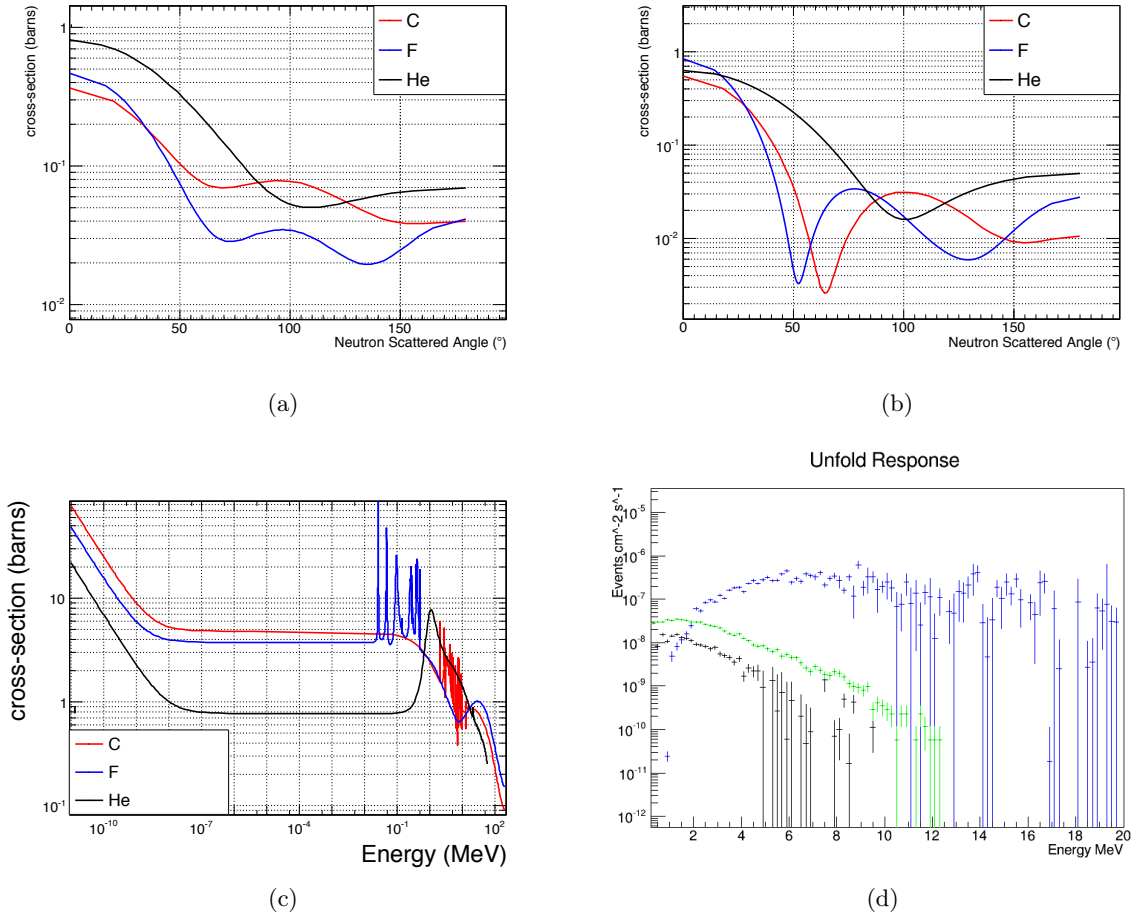 cross-section (barns)
1
10^-1
10^-2
0 50 100 150
Neutron Scattered Angle (°)
C
F
He
(a)
cross-section (barns)
1
10^-1
10^-2
0 50 100 150
Neutron Scattered Angle (°)
C
F
He
(b)
cross-section (barns)
10
1
10^-1
10^-10 10^-7 10^-4 10^-1 10^2
Energy (MeV)
C
F
He
(c)
Unfold Response
Events cm^-2 s^-1
10^-5
10^-6
10^-7
10^-8
10^-9
10^-10
10^-11
10^-12
2 4 6 8 10 12 14 16 18 20
Energy MeV
(d)